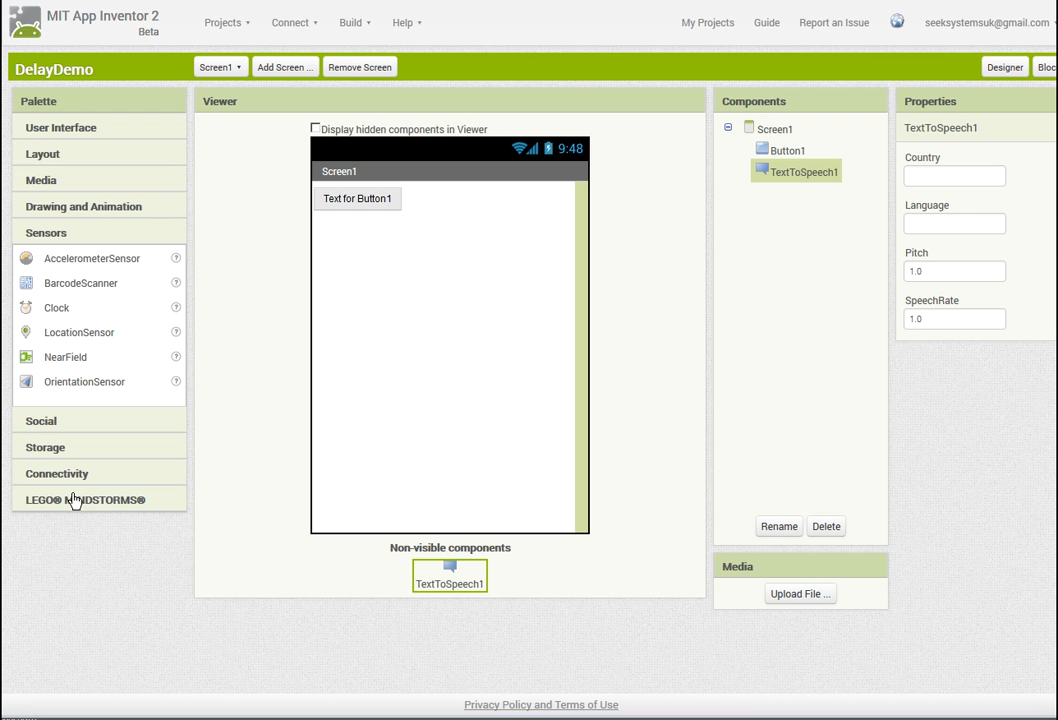 MIT App Inventor 2
Beta
Projects Connect Build Help
My Projects Guide Report an Issue seeksystemsuk@gmail.com
DelayDemo
Screen1 Add Screen ... Remove Screen
Designer Bloc
Palette
User Interface
Layout
Media
Drawing and Animation
Sensors
AccelerometerSensor ?
BarcodeScanner ?
Clock ?
LocationSensor ?
NearField ?
OrientationSensor ?
Social
Storage
Connectivity
LEGO® MINDSTORMS®
Viewer
Display hidden components in Viewer
9:48
Screen1
Text for Button1
Non-visible components
TextToSpeech1
Components
Screen1
Button1
TextToSpeech1
Rename Delete
Media
Upload File ...
Properties
TextToSpeech1
Country
Language
Pitch
1.0
SpeechRate
1.0
Privacy Policy and Terms of Use